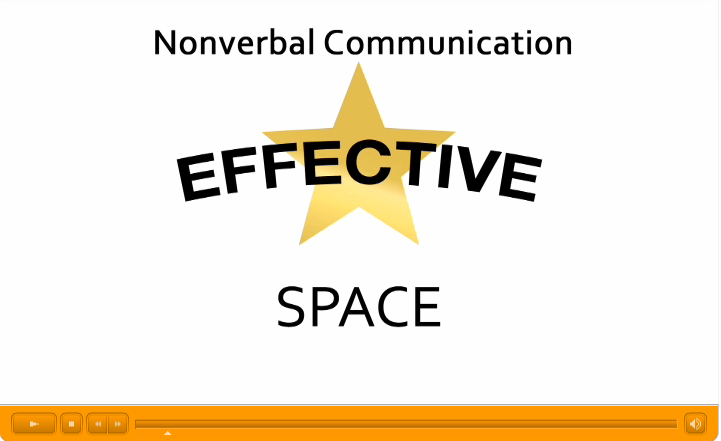 Nonverbal Communication
EFFECTIVE
SPACE